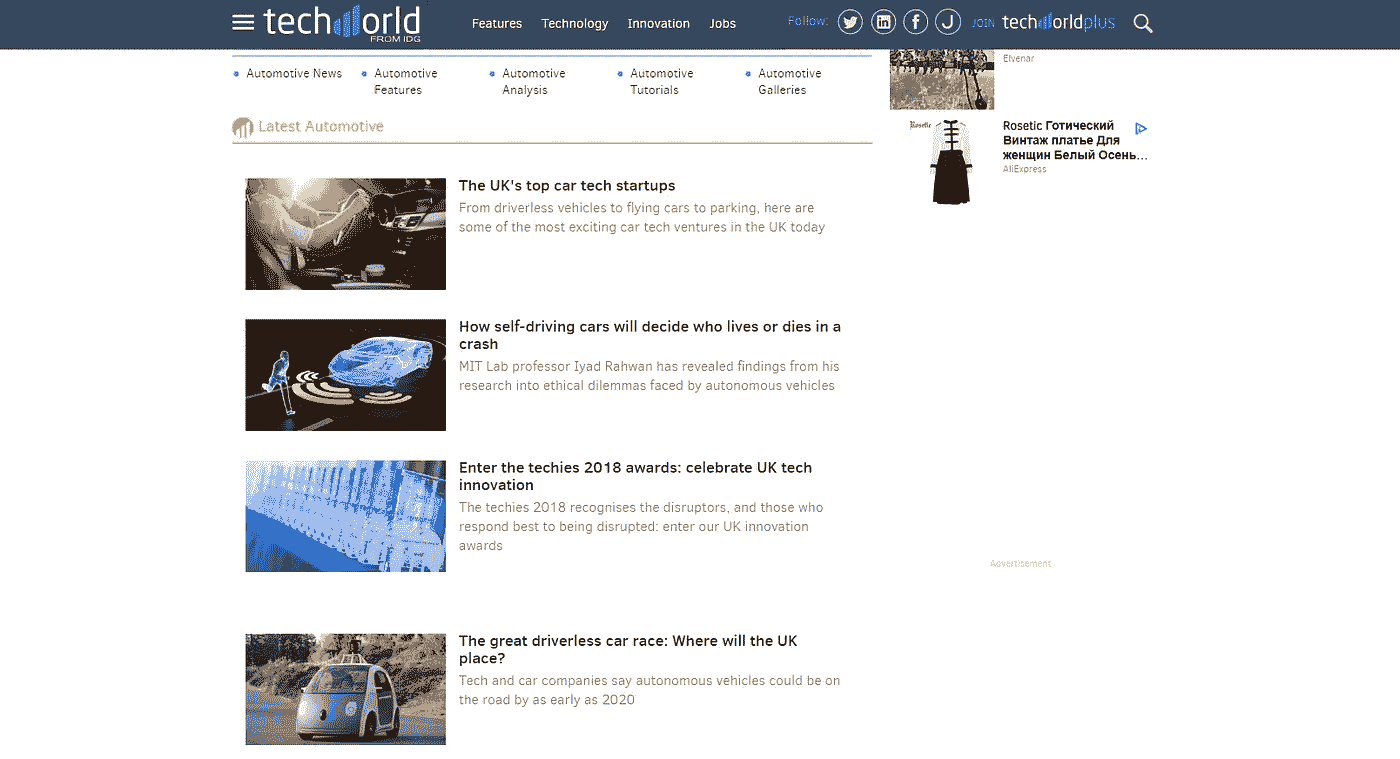 techworld
FROM IDG
Features Technology Innovation Jobs
Follow:
JOIN techworldplus
Automotive News
Automotive
Features
Automotive
Analysis
Automotive
Tutorials
Automotive
Galleries
Latest Automotive
The UK's top car tech startups
From driverless vehicles to flying cars to parking, here are
some of the most exciting car tech ventures in the UK today
How self-driving cars will decide who lives or dies in a
crash
MIT Lab professor Iyad Rahwan has revealed findings from his
research into ethical dilemmas faced by autonomous vehicles
Enter the techies 2018 awards: celebrate UK tech
innovation
The techies 2018 recognises the disruptors, and those who
respond best to being disrupted: enter our UK innovation
awards
The great driverless car race: Where will the UK
place?
Tech and car companies say autonomous vehicles could be on
the road by as early as 2020
Elvenar
Rosetic
Rosetic Готический
Винтаж платье Для
женщин Белый Осень...
AliExpress
Advertisement